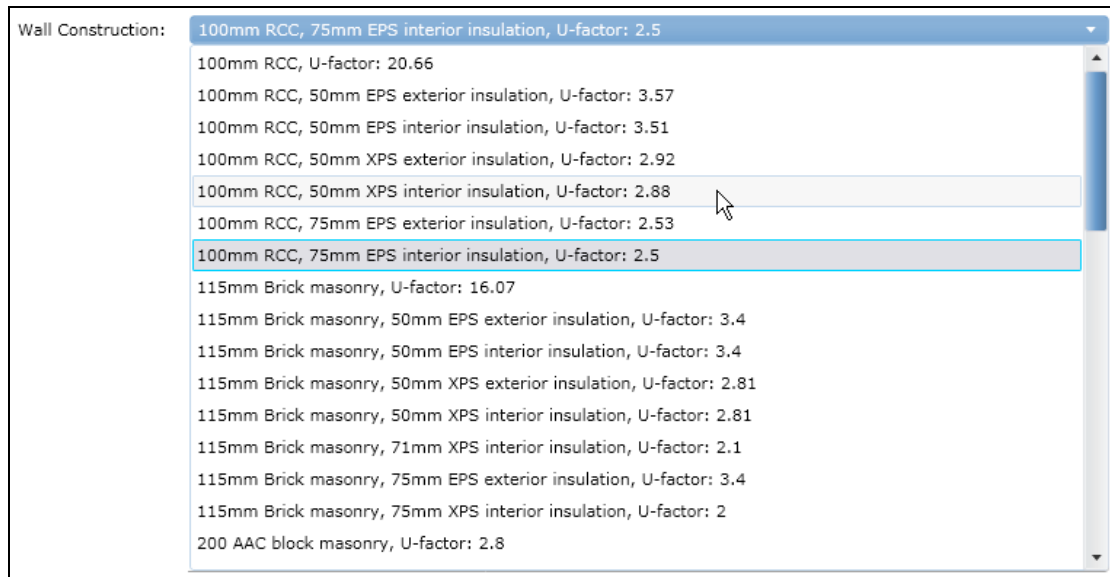 Wall Construction: 100mm RCC, 75mm EPS interior insulation, U-factor: 2.5
100mm RCC, U-factor: 20.66
100mm RCC, 50mm EPS exterior insulation, U-factor: 3.57
100mm RCC, 50mm EPS interior insulation, U-factor: 3.51
100mm RCC, 50mm XPS exterior insulation, U-factor: 2.92
100mm RCC, 50mm XPS interior insulation, U-factor: 2.88
100mm RCC, 75mm EPS exterior insulation, U-factor: 2.53
100mm RCC, 75mm EPS interior insulation, U-factor: 2.5
115mm Brick masonry, U-factor: 16.07
115mm Brick masonry, 50mm EPS exterior insulation, U-factor: 3.4
115mm Brick masonry, 50mm EPS interior insulation, U-factor: 3.4
115mm Brick masonry, 50mm XPS exterior insulation, U-factor: 2.81
115mm Brick masonry, 50mm XPS interior insulation, U-factor: 2.81
115mm Brick masonry, 71mm XPS interior insulation, U-factor: 2.1
115mm Brick masonry, 75mm EPS exterior insulation, U-factor: 3.4
115mm Brick masonry, 75mm XPS interior insulation, U-factor: 2
200 AAC block masonry, U-factor: 2.8